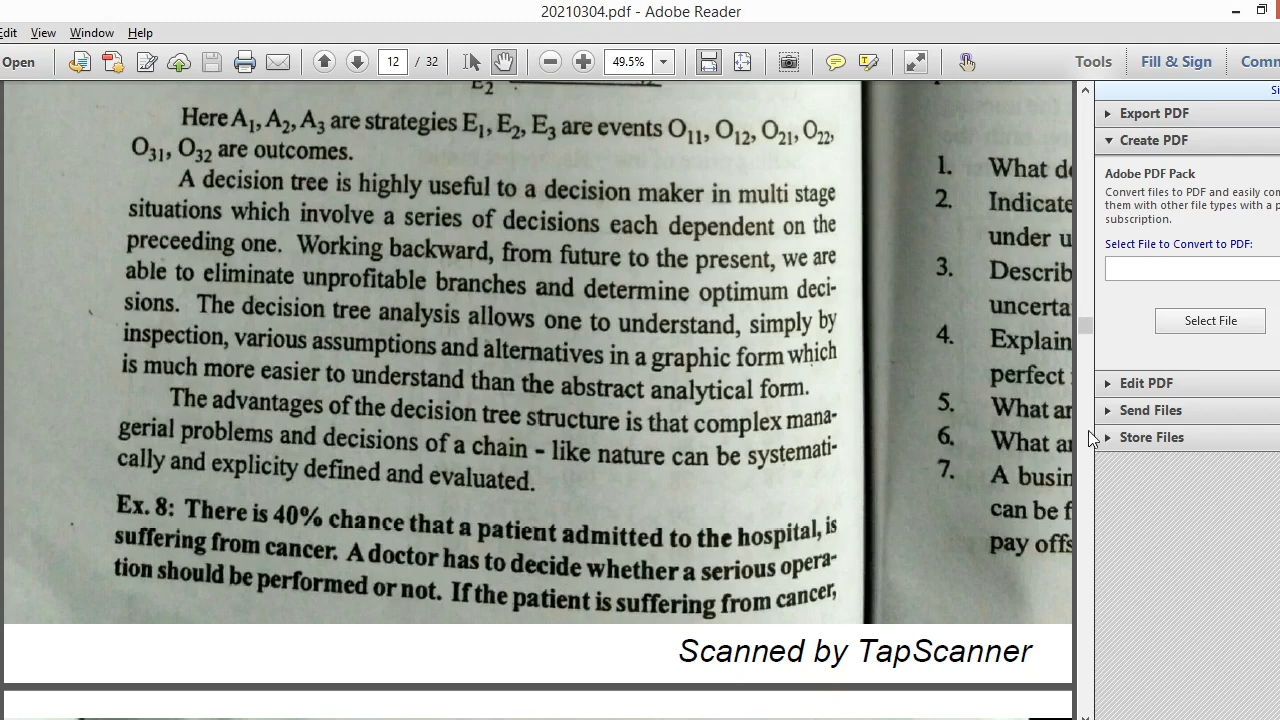 20210304.pdf - Adobe Reader
Edit View Window Help
Open 12 / 32 49.5% Tools Fill & Sign Comm
E2
Here A1, A2, A3 are strategies E1, E2, E3 are events O11, O12, O21, O22,
O31, O32 are outcomes.
A decision tree is highly useful to a decision maker in multi stage
situations which involve a series of decisions each dependent on the
preceeding one. Working backward, from future to the present, we are
able to eliminate unprofitable branches and determine optimum deci-
sions. The decision tree analysis allows one to understand, simply by
inspection, various assumptions and alternatives in a graphic form which
is much more easier to understand than the abstract analytical form.
The advantages of the decision tree structure is that complex mana-
gerial problems and decisions of a chain - like nature can be systemati-
cally and explicity defined and evaluated.
Ex. 8: There is 40% chance that a patient admitted to the hospital, is
suffering from cancer. A doctor has to decide whether a serious opera-
tion should be performed or not. If the patient is suffering from cancer,
Scanned by TapScanner
1. What do
2. Indicate
under u
3. Describ
uncerta
4. Explain
perfect
5. What ar
6. What ar
7. A busin
can be f
pay offs
Si
Export PDF
Create PDF
Adobe PDF Pack
Convert files to PDF and easily com
them with other file types with a p
subscription.
Select File to Convert to PDF:
Select File
Edit PDF
Send Files
Store Files